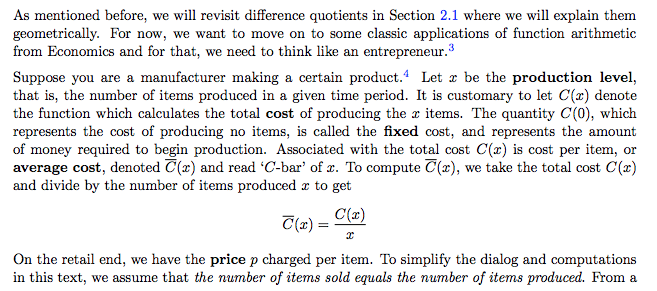 As mentioned before, we will revisit difference quotients in Section 2.1 where we will explain them
geometrically. For now, we want to move on to some classic applications of function arithmetic
from Economics and for that, we need to think like an entrepreneur.³
Suppose you are a manufacturer making a certain product.⁴ Let x be the production level,
that is, the number of items produced in a given time period. It is customary to let C(x) denote
the function which calculates the total cost of producing the x items. The quantity C(0), which
represents the cost of producing no items, is called the fixed cost, and represents the amount
of money required to begin production. Associated with the total cost C(x) is cost per item, or
average cost, denoted C̅(x) and read ‘C-bar’ of x. To compute C̅(x), we take the total cost C(x)
and divide by the number of items produced x to get
C̅(x) = C(x)/x
On the retail end, we have the price p charged per item. To simplify the dialog and computations
in this text, we assume that the number of items sold equals the number of items produced. From a